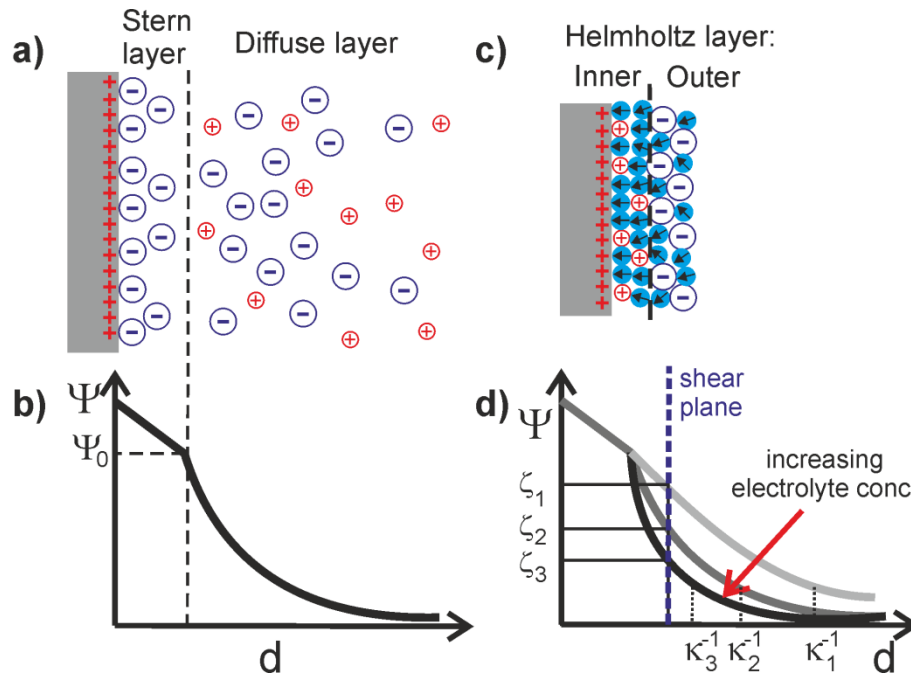 a)
Stern
layer
Diffuse layer
c)
Helmholtz layer:
Inner
Outer
b)
Ψ
Ψ0
d
d)
Ψ
shear
plane
increasing
electrolyte conc
ζ1
ζ2
ζ3
κ3⁻¹
κ2⁻¹
κ1⁻¹
d